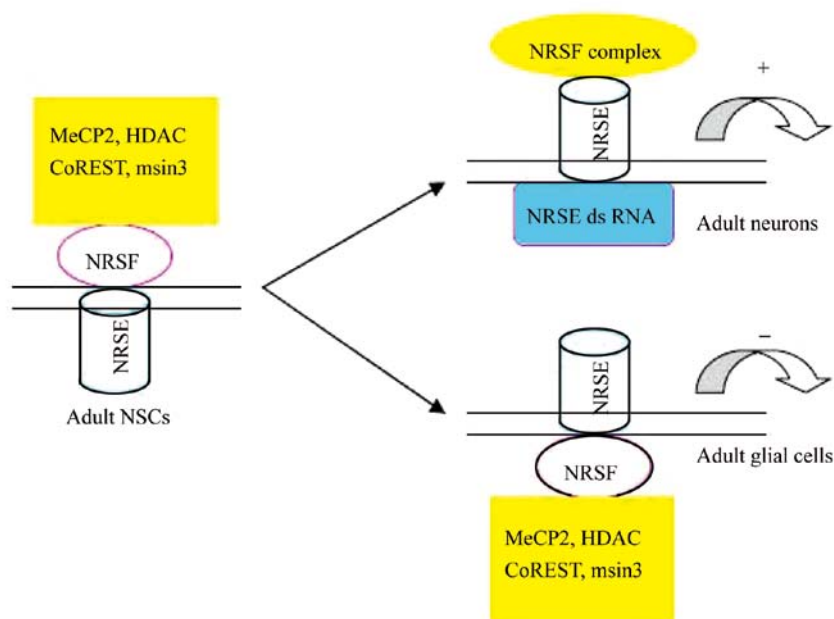 MeCP2, HDAC
CoREST, msin3
NRSF
NRSE
Adult NSCs
NRSF complex
NRSE
NRSE ds RNA
+
Adult neurons
NRSE
NRSF
MeCP2, HDAC
CoREST, msin3
−
Adult glial cells